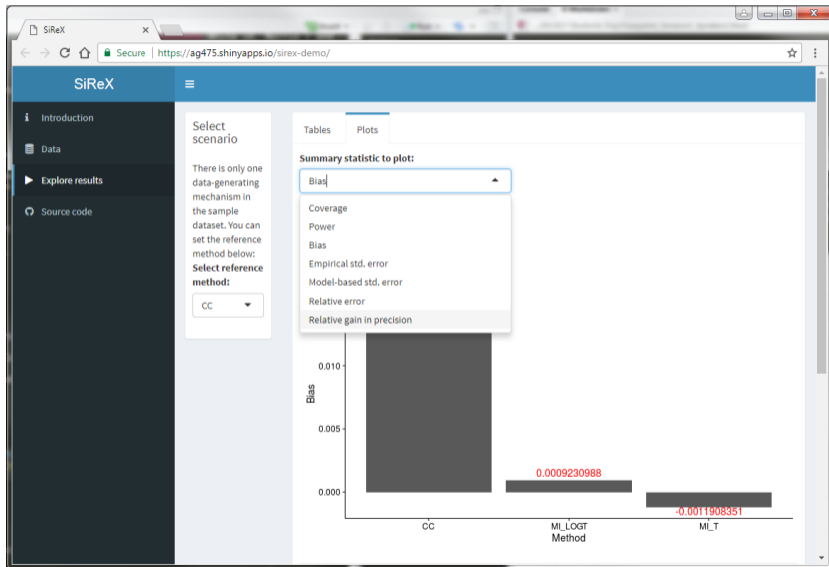 SiReX
Secure https://ag475.shinyapps.io/sirex-demo/
SiReX
Introduction
Data
Explore results
Source code
Select
scenario
There is only one
data-generating
mechanism in
the sample
dataset. You can
set the reference
method below:
Select reference
method:
CC
Tables Plots
Summary statistic to plot:
Bias
Coverage
Power
Bias
Empirical std. error
Model-based std. error
Relative error
Relative gain in precision
0.010
0.005
0.000
Bias
0.0009230988
-0.0011908351
CC MI_LOGT MI_T
Method